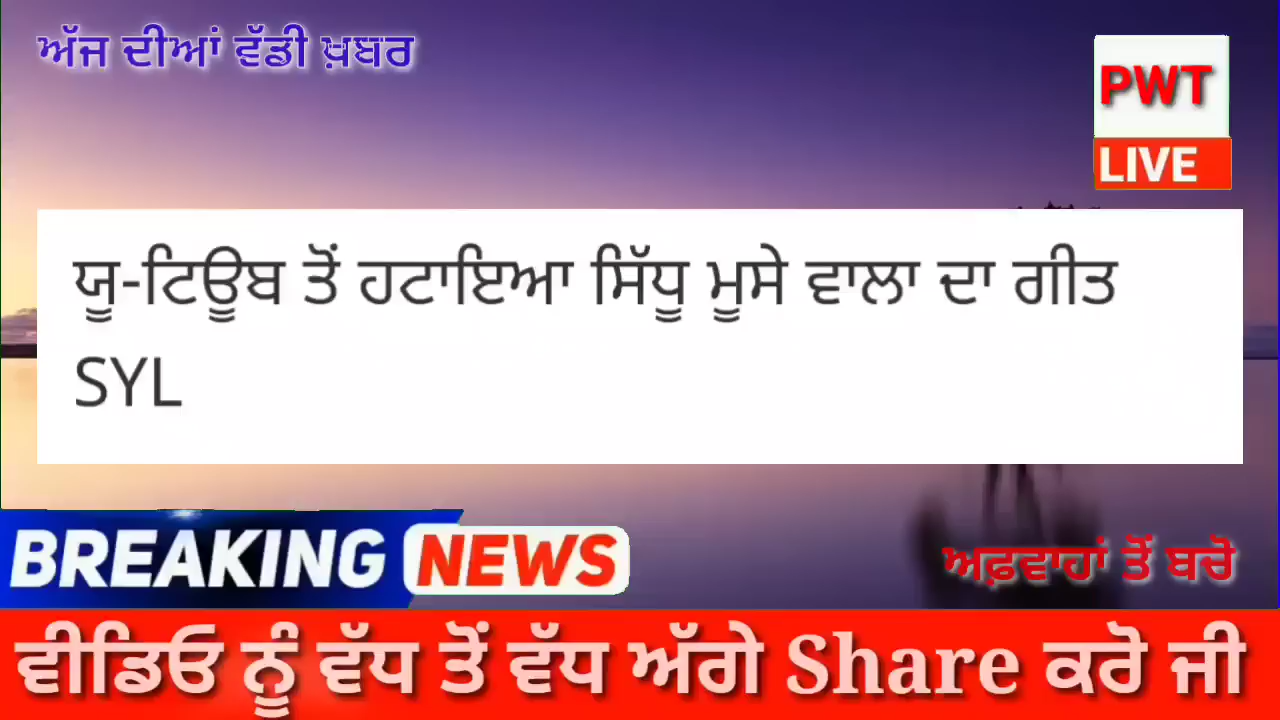 ਅੱਜ ਦੀਆਂ ਵੱਡੀ ਖ਼ਬਰ
PWT
LIVE
ਯੂ-ਟਿਊਬ ਤੋਂ ਹਟਾਇਆ ਸਿੱਧੂ ਮੂਸੇ ਵਾਲਾ ਦਾ ਗੀਤ
SYL
BREAKING NEWS
ਅਫ਼ਵਾਹਾਂ ਤੋਂ ਬਚੋ
ਵੀਡਿਓ ਨੂੰ ਵੱਧ ਤੋਂ ਵੱਧ ਅੱਗੇ Share ਕਰੋ ਜੀ